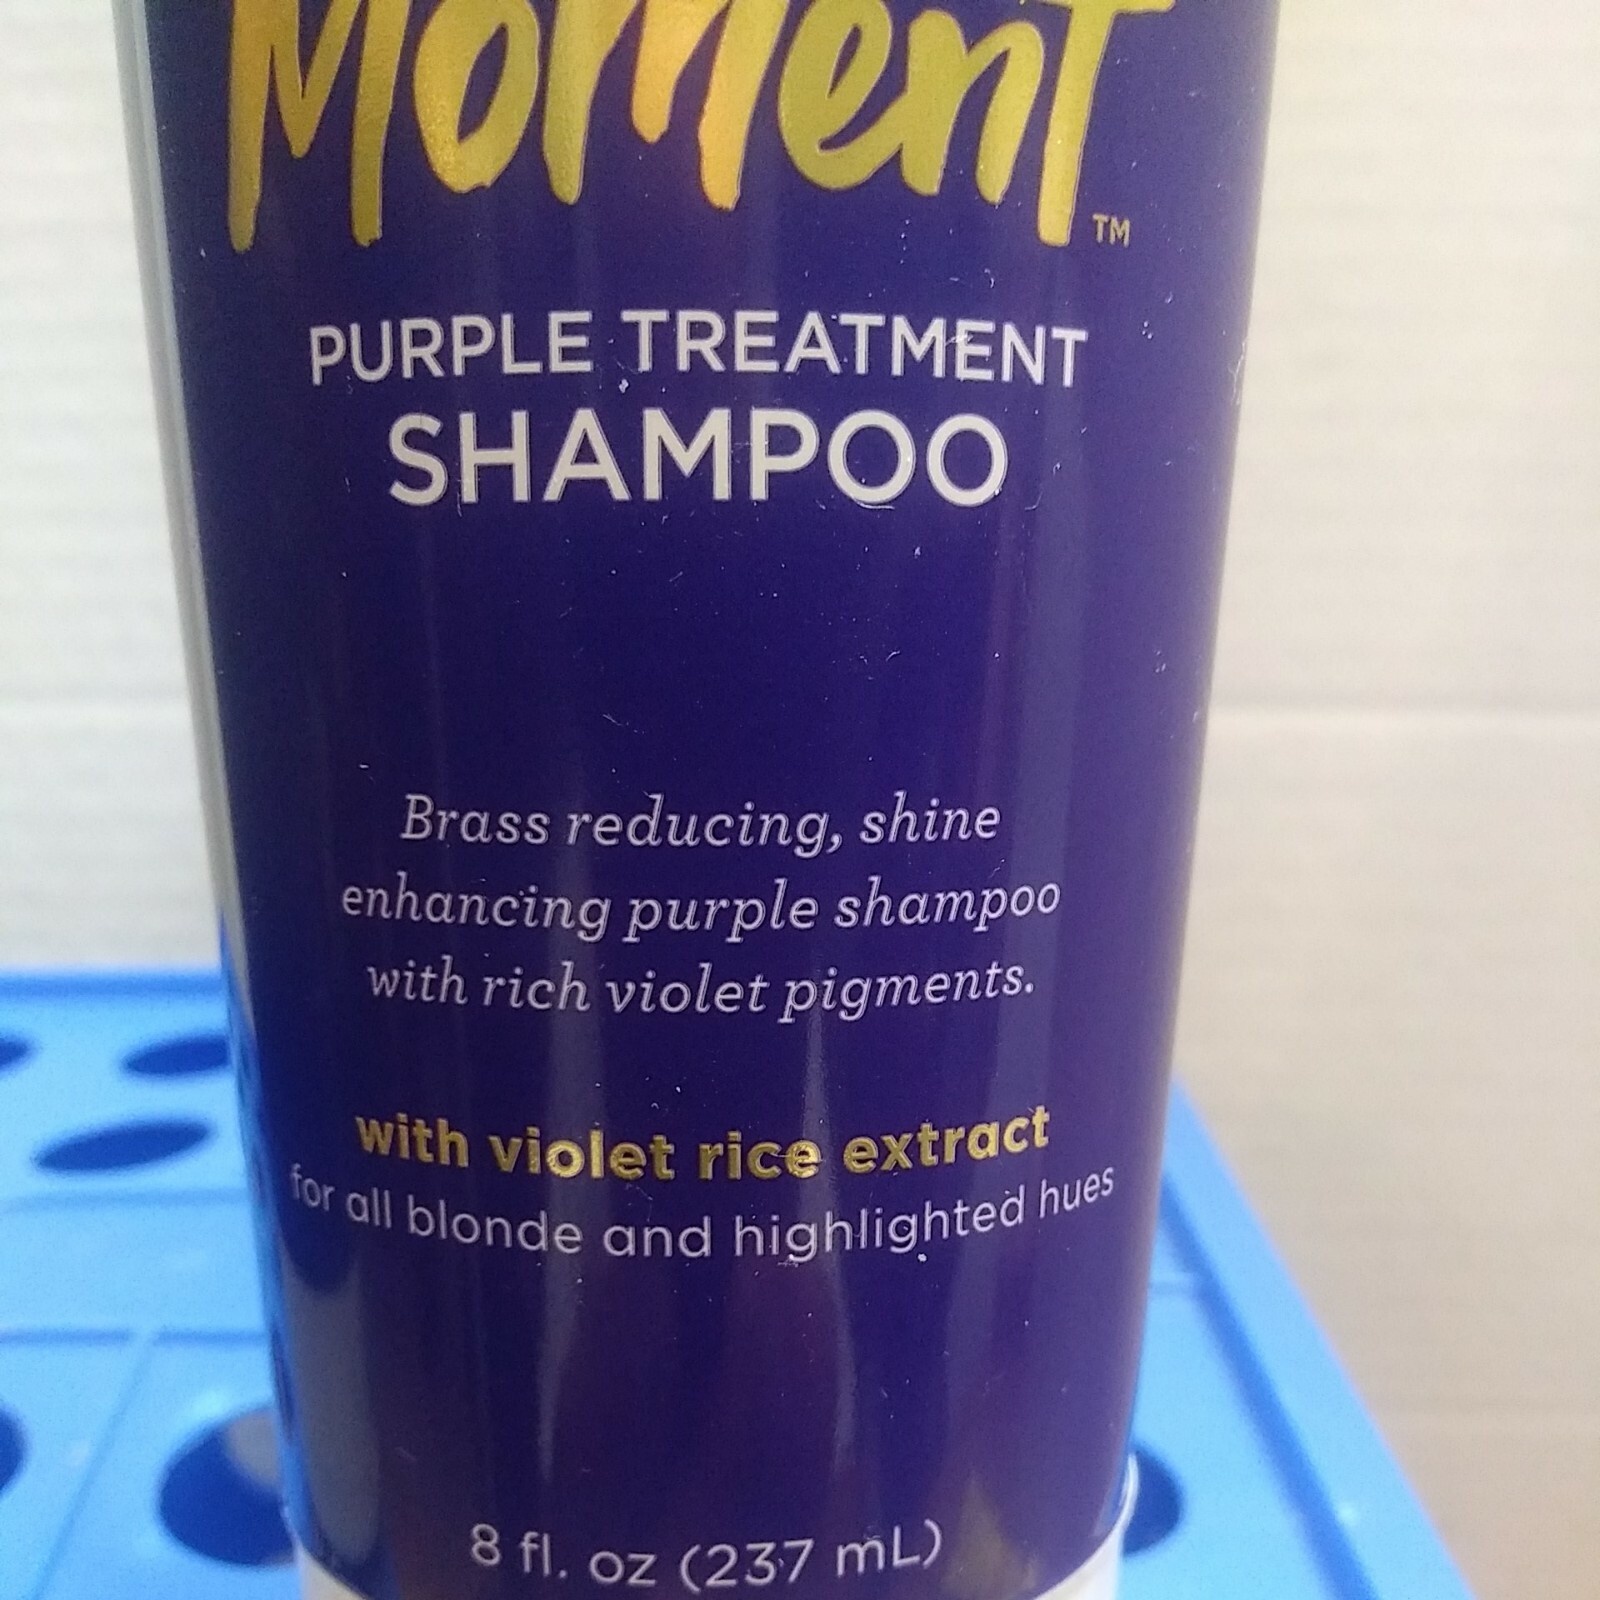 Moment™
PURPLE TREATMENT
SHAMPOO
Brass reducing, shine
enhancing purple shampoo
with rich violet pigments.
with violet rice extract
for all blonde and highlighted hues
8 fl. oz (237 mL)